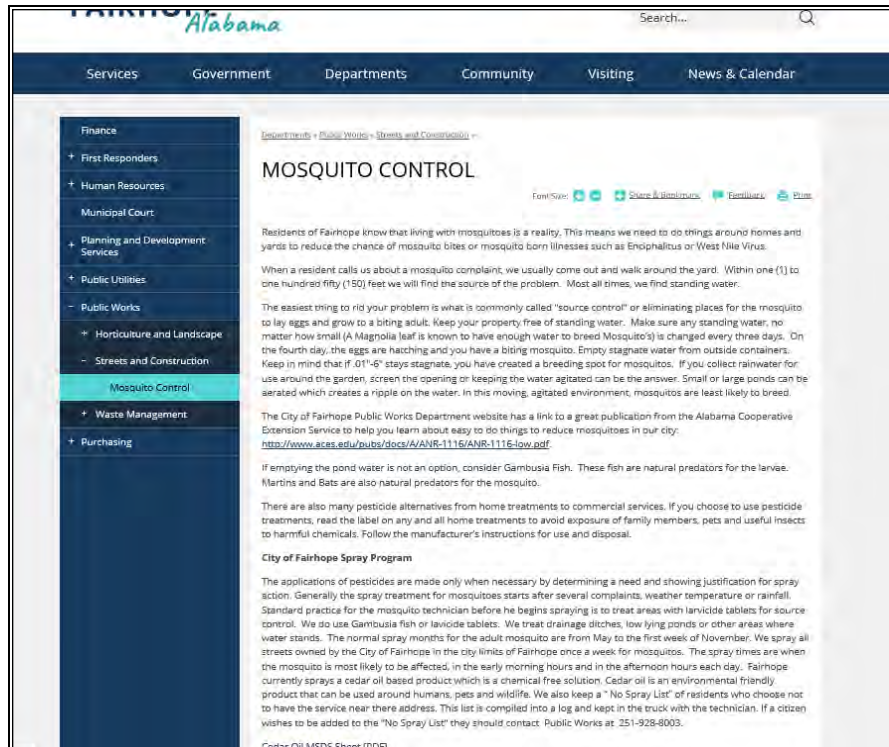 FAIRHOPE
Alabama
Search...
Services Government Departments Community Visiting News & Calendar
Finance
+ First Responders
+ Human Resources
Municipal Court
+ Planning and Development
Services
+ Public Utilities
- Public Works
+ Horticulture and Landscape
- Streets and Construction
Mosquito Control
+ Waste Management
+ Purchasing
Departments » Public Works » Streets and Construction »
MOSQUITO CONTROL
Font Size: Share & Bookmark Feedback Print
Residents of Fairhope know that living with mosquitoes is a reality. This means we need to do things around homes and
yards to reduce the chance of mosquito bites or mosquito born illnesses such as Enciphalitus or West Nile Virus.
When a resident calls us about a mosquito complaint, we usually come out and walk around the yard. Within one (1) to
one hundred fifty (150) feet we will find the source of the problem. Most all times, we find standing water.
The easiest thing to rid your problem is what is commonly called "source control" or eliminating places for the mosquito
to lay eggs and grow to a biting adult. Keep your property free of standing water. Make sure any standing water, no
matter how small (A Magnolia leaf is known to have enough water to breed Mosquito's) is changed every three days. On
the fourth day, the eggs are hatching and you have a biting mosquito. Empty stagnate water from outside containers.
Keep in mind that if .01"-6" stays stagnate, you have created a breeding spot for mosquitos. If you collect rainwater for
use around the garden, screen the opening or keeping the water agitated can be the answer. Small or large ponds can be
aerated which creates a ripple on the water. In this moving, agitated environment, mosquitos are least likely to breed.
The City of Fairhope Public Works Department website has a link to a great publication from the Alabama Cooperative
Extension Service to help you learn about easy to do things to reduce mosquitoes in our city:
http://www.aces.edu/pubs/docs/A/ANR-1116/ANR-1116-low.pdf.
If emptying the pond water is not an option, consider Gambusia Fish. These fish are natural predators for the larvae.
Martins and Bats are also natural predators for the mosquito.
There are also many pesticide alternatives from home treatments to commercial services. If you choose to use pesticide
treatments, read the label on any and all home treatments to avoid exposure of family members, pets and useful insects
to harmful chemicals. Follow the manufacturer's instructions for use and disposal.
City of Fairhope Spray Program
The applications of pesticides are made only when necessary by determining a need and showing justification for spray
action. Generally the spray treatment for mosquitoes starts after several complaints, weather temperature or rainfall.
Standard practice for the mosquito technician before he begins spraying is to treat areas with larvicide tablets for source
control. We do use Gambusia fish or lavicide tablets. We treat drainage ditches, low lying ponds or other areas where
water stands. The normal spray months for the adult mosquito are from May to the first week of November. We spray all
streets owned by the City of Fairhope in the city limits of Fairhope once a week for mosquitos. The spray times are when
the mosquito is most likely to be affected, in the early morning hours and in the afternoon hours each day. Fairhope
currently sprays a cedar oil based product which is a chemical free solution. Cedar oil is an environmental friendly
product that can be used around humans, pets and wildlife. We also keep a " No Spray List" of residents who choose not
to have the service near there address. This list is compiled into a log and kept in the truck with the technician. If a citizen
wishes to be added to the "No Spray List" they should contact Public Works at 251-928-8003.
Cedar Oil MSDS Sheet [PDF]